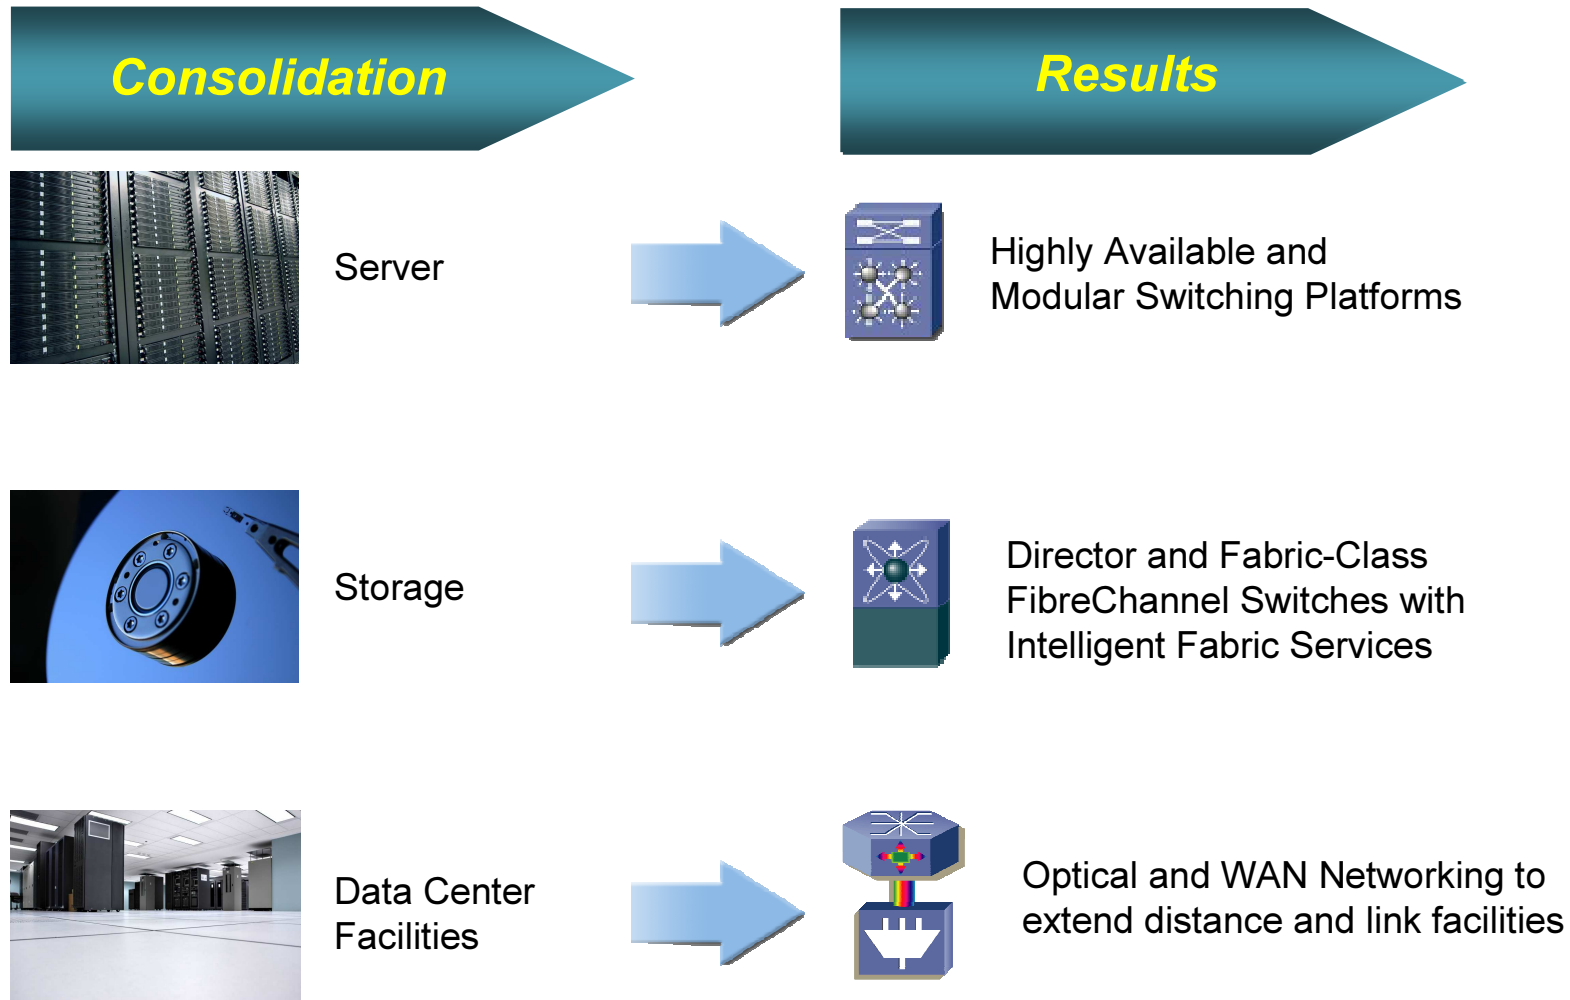 Consolidation
Results
Server
Highly Available and
Modular Switching Platforms
Storage
Director and Fabric-Class
FibreChannel Switches with
Intelligent Fabric Services
Data Center
Facilities
Optical and WAN Networking to
extend distance and link facilities